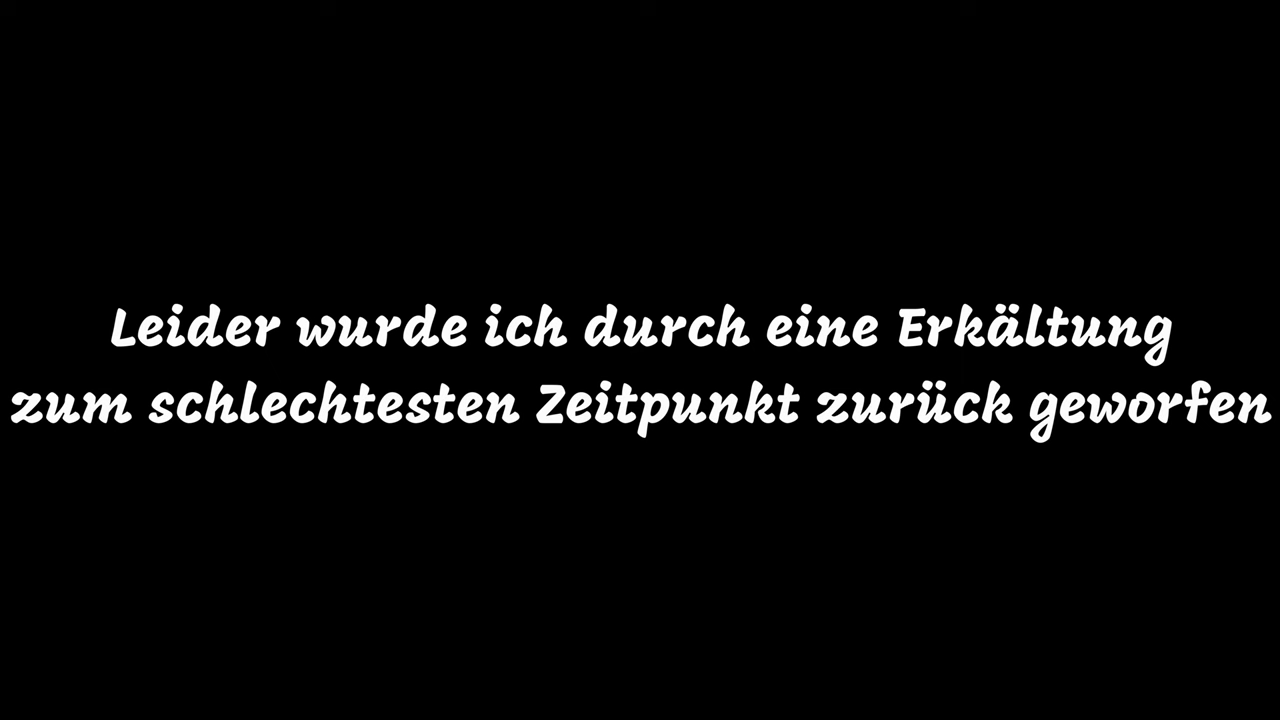 Leider wurde ich durch eine Erkältung
zum schlechtesten Zeitpunkt zurück geworfen